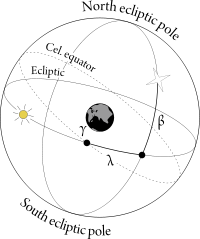 North ecliptic pole
Cel. equator
Ecliptic
γ
β
λ
South ecliptic pole